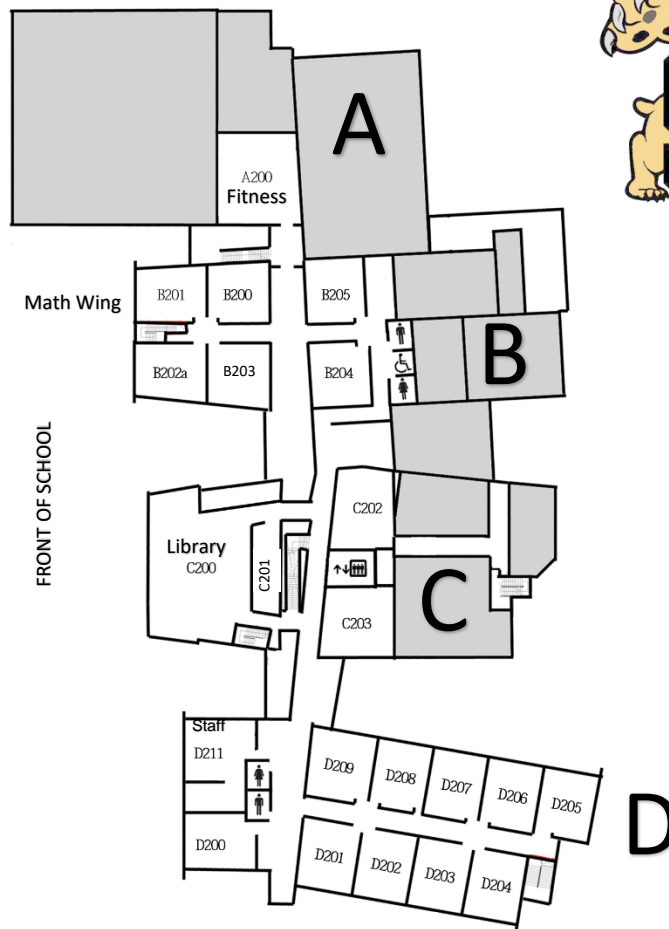 A
A200
Fitness
Math Wing
B201
B200
B205
B202a
B203
B204
B
FRONT OF SCHOOL
C202
Library
C200
C201
C203
C
Staff
D211
D209
D208
D207
D206
D205
D
D200
D201
D202
D203
D204